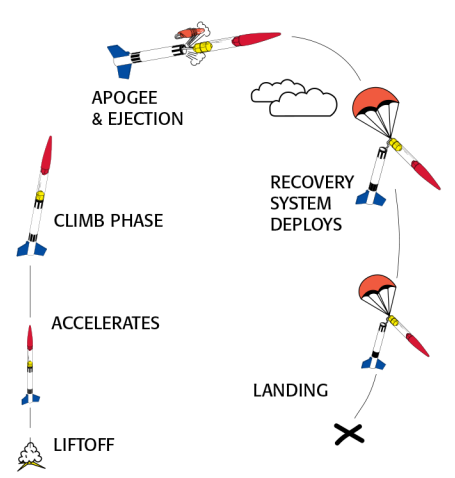 APOGEE
& EJECTION
RECOVERY
SYSTEM
DEPLOYS
CLIMB PHASE
ACCELERATES
LANDING
LIFTOFF